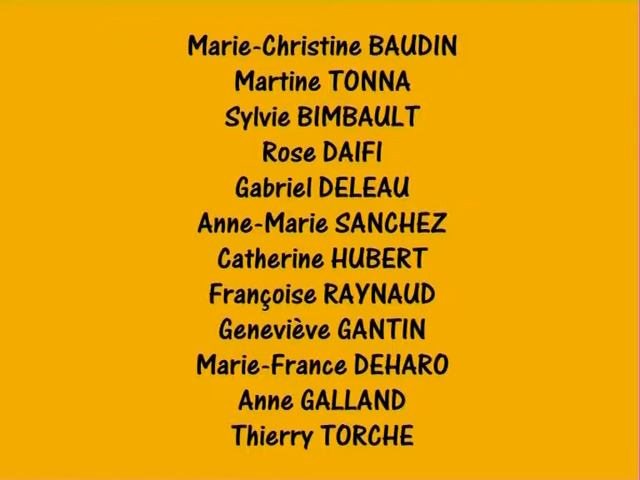 Marie-Christine BAUDIN
Martine TONNA
Sylvie BIMBAULT
Rose DAIFI
Gabriel DELEAU
Anne-Marie SANCHEZ
Catherine HUBERT
Françoise RAYNAUD
Geneviève GANTIN
Marie-France DEHARO
Anne GALLAND
Thierry TORCHE